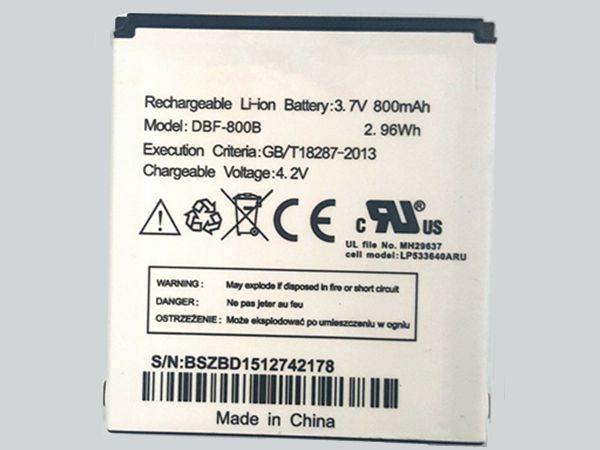 Rechargeable Li-ion Battery:3.7V 800mAh
Model: DBF-800B 2.96Wh
Execution Criteria:GB/T18287-2013
Chargeable Voltage:4.2V
CE c RU US
UL file No. MH29637
cell model:LP533640ARU
WARNING: May explode if disposed in fire or short circuit
DANGER: Ne pas jeter au feu
OSTRZEŻENIE: Może eksplodować po umieszczeniu w ogniu
S/N:BSZBD1512742178
Made in China